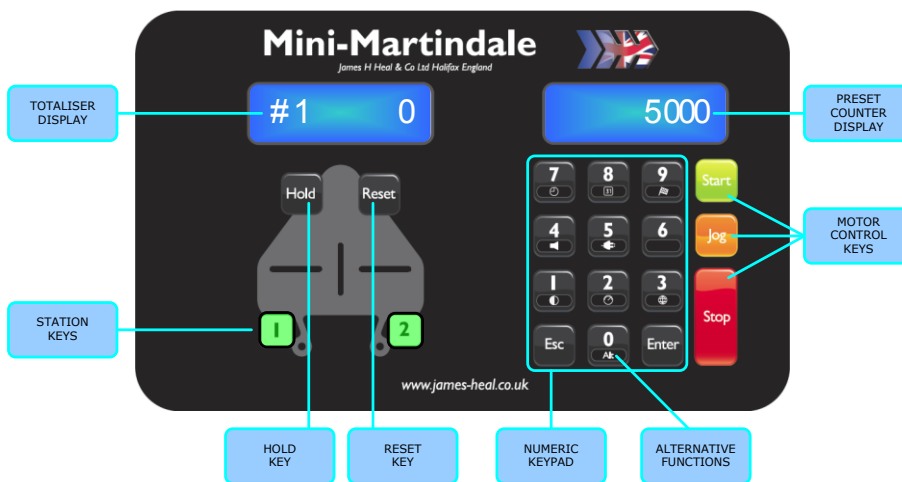 Mini-Martindale
James H Heal & Co Ltd Halifax England
TOTALISER
DISPLAY
#1 0
5000
PRESET
COUNTER
DISPLAY
Hold
Reset
7
8
9
Start
31
4
5
6
Jog
MOTOR
CONTROL
KEYS
1
2
3
Stop
STATION
KEYS
1
2
Esc
0
Enter
Alt
www.james-heal.co.uk
HOLD
KEY
RESET
KEY
NUMERIC
KEYPAD
ALTERNATIVE
FUNCTIONS